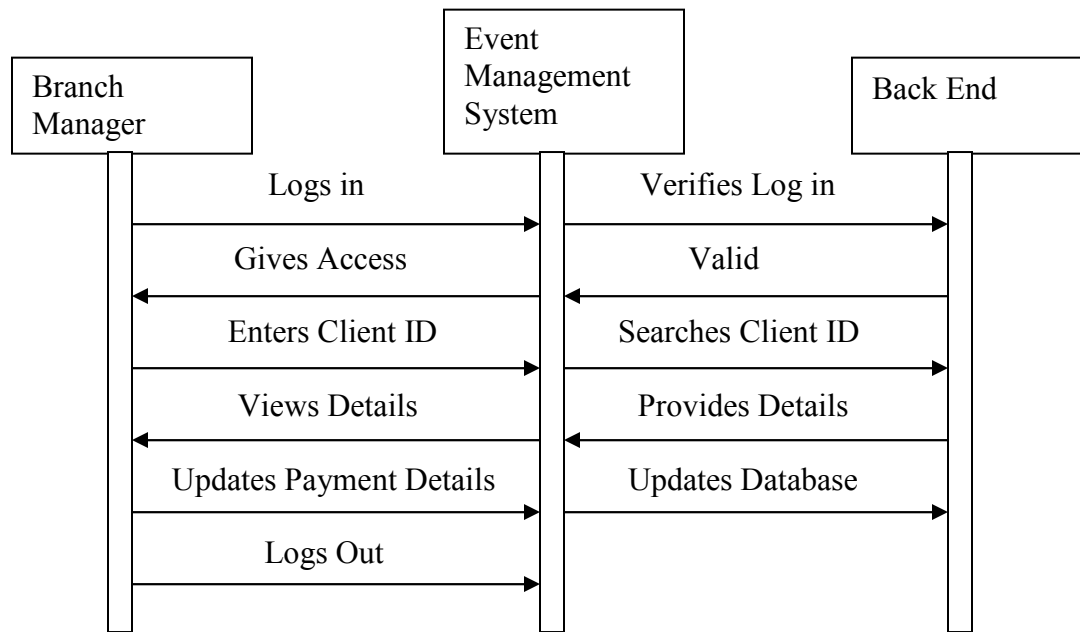 Branch
Manager
Event
Management
System
Back End
Logs in
Verifies Log in
Gives Access
Valid
Enters Client ID
Searches Client ID
Views Details
Provides Details
Updates Payment Details
Updates Database
Logs Out